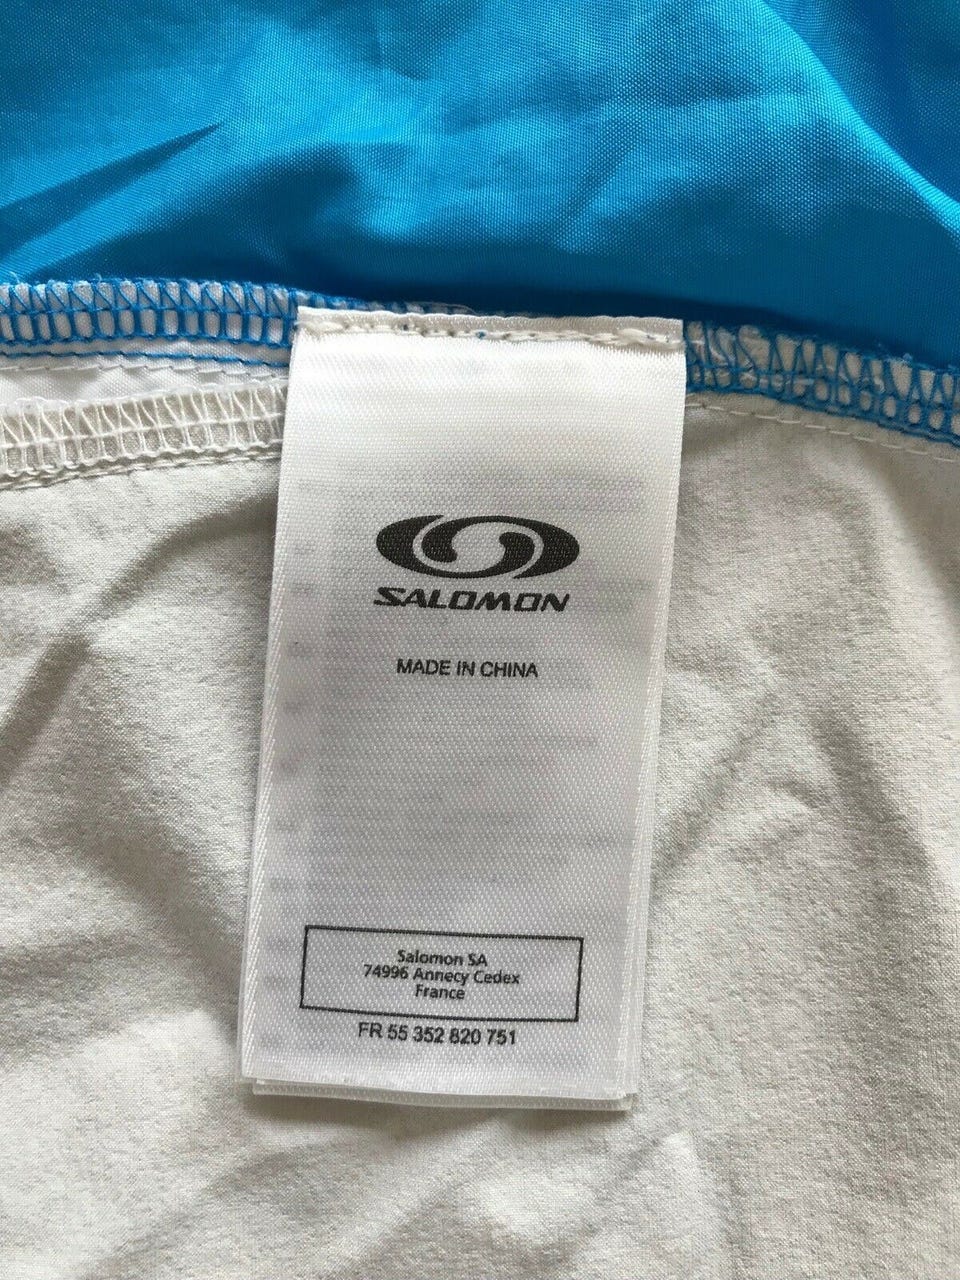 SALOMON
MADE IN CHINA
Salomon SA
74996 Annecy Cedex
France
FR 55 352 820 751